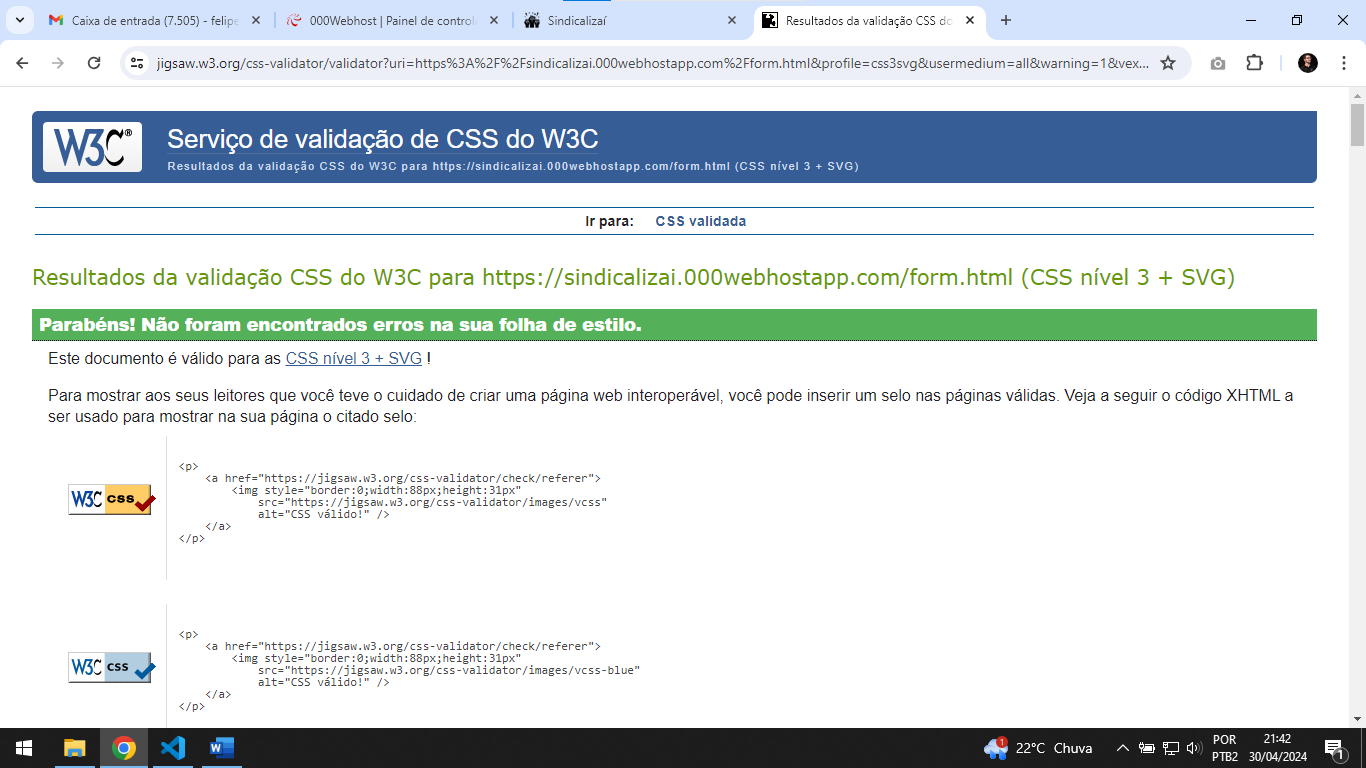 Caixa de entrada (7.505) - felipe
000Webhost | Painel de control
Sindicalizaí
Resultados da validação CSS do
jigsaw.w3.org/css-validator/validator?uri=https%3A%2F%2Fsindicalizai.000webhostapp.com%2Fform.html&profile=css3svg&usermedium=all&warning=1&vex...
W3C®
Serviço de validação de CSS do W3C
Resultados da validação CSS do W3C para https://sindicalizai.000webhostapp.com/form.html (CSS nível 3 + SVG)
Ir para: CSS validada
Resultados da validação CSS do W3C para https://sindicalizai.000webhostapp.com/form.html (CSS nível 3 + SVG)
Parabéns! Não foram encontrados erros na sua folha de estilo.
Este documento é válido para as CSS nível 3 + SVG !
Para mostrar aos seus leitores que você teve o cuidado de criar uma página web interoperável, você pode inserir um selo nas páginas válidas. Veja a seguir o código XHTML a
ser usado para mostrar na sua página o citado selo:
<p>
<a href="https://jigsaw.w3.org/css-validator/check/referer">
<img style="border:0;width:88px;height:31px"
W3C css
src="https://jigsaw.w3.org/css-validator/images/vcss"
alt="CSS válido!" />
</a>
</p>
<p>
<a href="https://jigsaw.w3.org/css-validator/check/referer">
<img style="border:0;width:88px;height:31px"
W3C css
src="https://jigsaw.w3.org/css-validator/images/vcss-blue"
alt="CSS válido!" />
</a>
</p>
W
1
22°C Chuva
POR
PTB2
21:42
30/04/2024
1